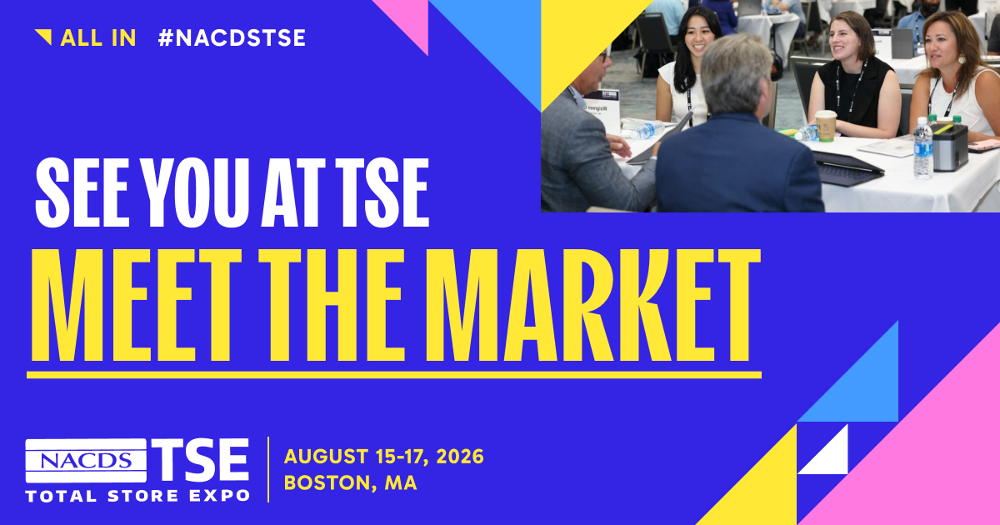 ALL IN #NACDSTSE
SEE YOU AT TSE
MEET THE MARKET
NACDS TSE
TOTAL STORE EXPO
AUGUST 15-17, 2026
BOSTON, MA